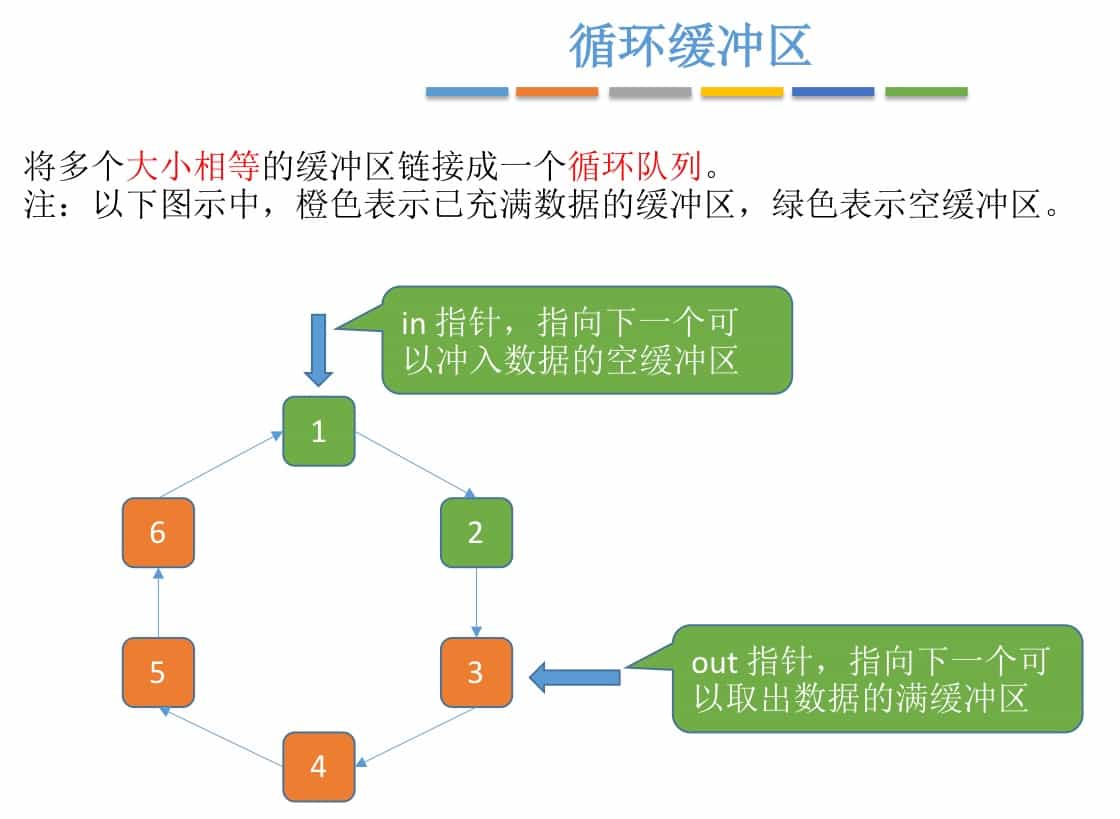 循环缓冲区
将多个大小相等的缓冲区链接成一个循环队列。
注：以下图示中，橙色表示已充满数据的缓冲区，绿色表示空缓冲区。
in 指针，指向下一个可
以冲入数据的空缓冲区
1
6
2
5
3
out 指针，指向下一个可
以取出数据的满缓冲区
4